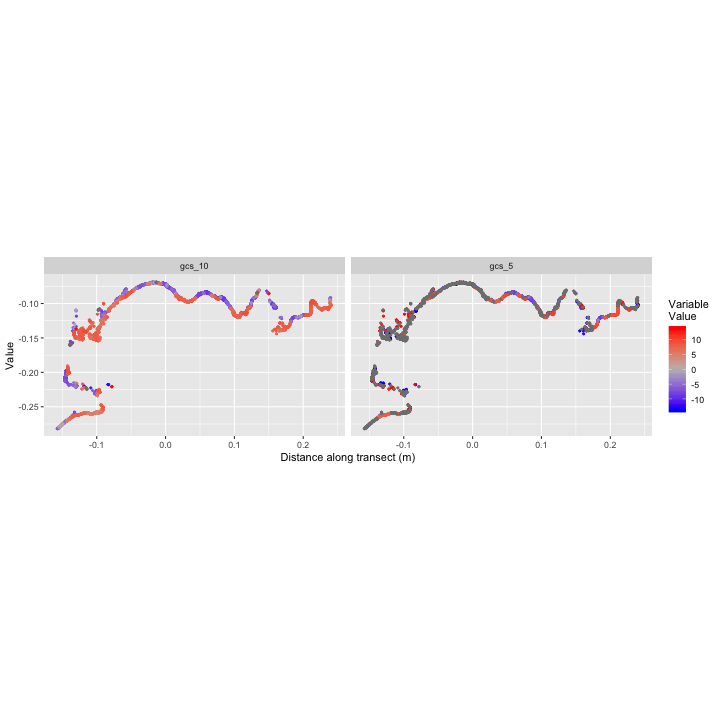 gcs_10 gcs_5
-0.10
-0.15
-0.20
-0.25
Value
-0.1 0.0 0.1 0.2 -0.1 0.0 0.1 0.2
Distance along transect (m)
Variable
Value
10
5
0
-5
-10